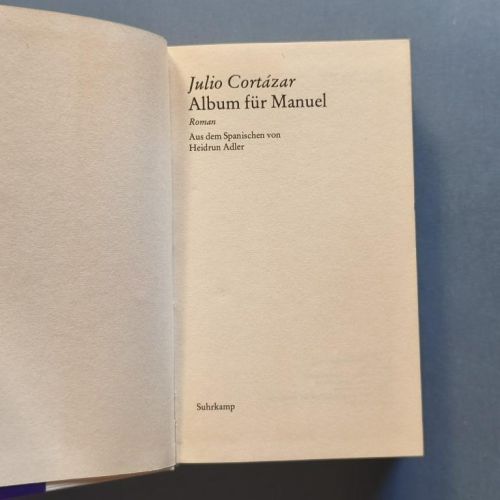 Julio Cortázar
Album für Manuel
Roman
Aus dem Spanischen von
Heidrun Adler
Suhrkamp